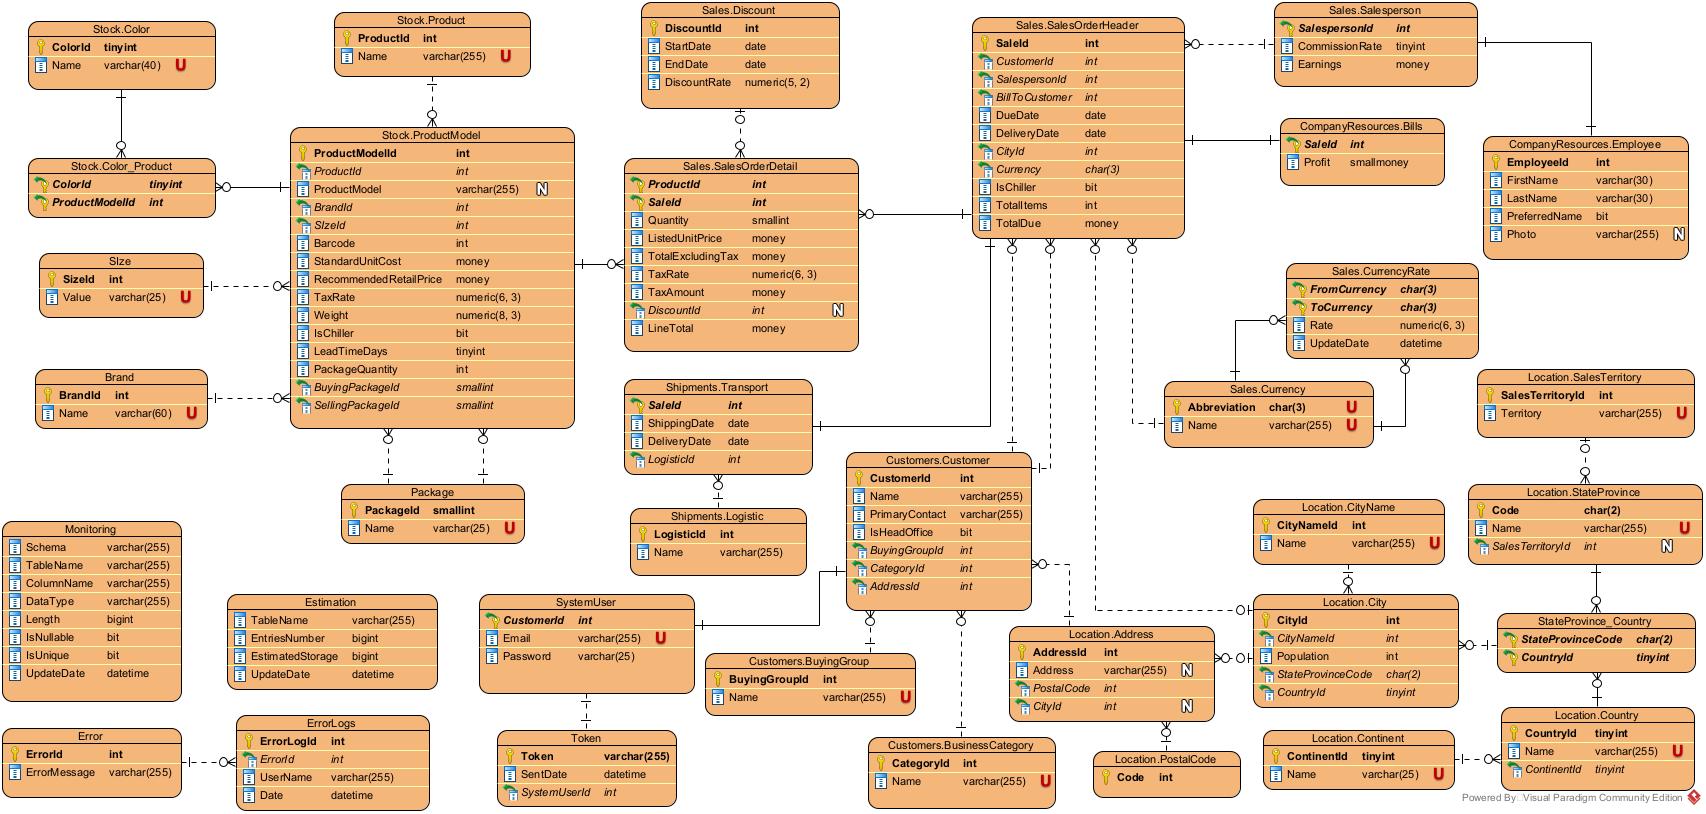 Stock.Color
ColorId tinyint
Name varchar(40) U
Stock.Product
ProductId int
Name varchar(255) U
Sales.Discount
DiscountId int
StartDate date
EndDate date
DiscountRate numeric(5, 2)
Sales.SalesOrderHeader
SaleId int
CustomerId int
SalespersonId int
BillToCustomer int
DueDate date
DeliveryDate date
CityId int
Currency char(3)
IsChiller bit
TotalItems int
TotalDue money
Sales.Salesperson
SalespersonId int
CommissionRate tinyint
Earnings money
CompanyResources.Bills
SaleId int
Profit smallmoney
CompanyResources.Employee
EmployeeId int
FirstName varchar(30)
LastName varchar(30)
PreferredName bit
Photo varchar(255) N
Stock.Color_Product
ColorId tinyint
ProductModelId int
Stock.ProductModel
ProductModelId int
ProductId int
ProductModel varchar(255) N
BrandId int
SIzeId int
Barcode int
StandardUnitCost money
RecommendedRetailPrice money
TaxRate numeric(6, 3)
Weight numeric(8, 3)
IsChiller bit
LeadTimeDays tinyint
PackageQuantity int
BuyingPackageId smallint
SellingPackageId smallint
Sales.SalesOrderDetail
ProductId int
SaleId int
Quantity smallint
ListedUnitPrice money
TotalExcludingTax money
TaxRate numeric(6, 3)
TaxAmount money
DiscountId int N
LineTotal money
SIze
SizeId int
Value varchar(25) U
Brand
BrandId int
Name varchar(60) U
Sales.CurrencyRate
FromCurrency char(3)
ToCurrency char(3)
Rate numeric(6, 3)
UpdateDate datetime
Sales.Currency
Abbreviation char(3) U
Name varchar(255) U
Location.SalesTerritory
SalesTerritoryId int
Territory varchar(255) U
Shipments.Transport
SaleId int
ShippingDate date
DeliveryDate date
LogisticId int
Package
PackageId smallint
Name varchar(25) U
Shipments.Logistic
LogisticId int
Name varchar(255)
Customers.Customer
CustomerId int
Name varchar(255)
PrimaryContact varchar(255)
IsHeadOffice bit
BuyingGroupId int
CategoryId int
AddressId int
Location.CityName
CityNameId int
Name varchar(255) U
Location.StateProvince
Code char(2)
Name varchar(255) U
SalesTerritoryId int N
Monitoring
Schema varchar(255)
TableName varchar(255)
ColumnName varchar(255)
DataType varchar(255)
Length bigint
IsNullable bit
IsUnique bit
UpdateDate datetime
Estimation
TableName varchar(255)
EntriesNumber bigint
EstimatedStorage bigint
UpdateDate datetime
SystemUser
CustomerId int
Email varchar(255) U
Password varchar(25)
Customers.BuyingGroup
BuyingGroupId int
Name varchar(255) U
Location.Address
AddressId int
Address varchar(255) N
PostalCode int
CityId int N
Location.City
CityId int
CityNameId int
Population int
StateProvinceCode char(2)
CountryId tinyint
StateProvince_Country
StateProvinceCode char(2)
CountryId tinyint
Error
ErrorId int
ErrorMessage varchar(255)
ErrorLogs
ErrorLogId int
ErrorId int
UserName varchar(255)
Date datetime
Token
Token varchar(255)
SentDate datetime
SystemUserId int
Customers.BusinessCategory
CategoryId int
Name varchar(255) U
Location.PostalCode
Code int
Location.Continent
ContinentId tinyint
Name varchar(25) U
Location.Country
CountryId tinyint
Name varchar(255) U
ContinentId tinyint
Powered By Visual Paradigm Community Edition